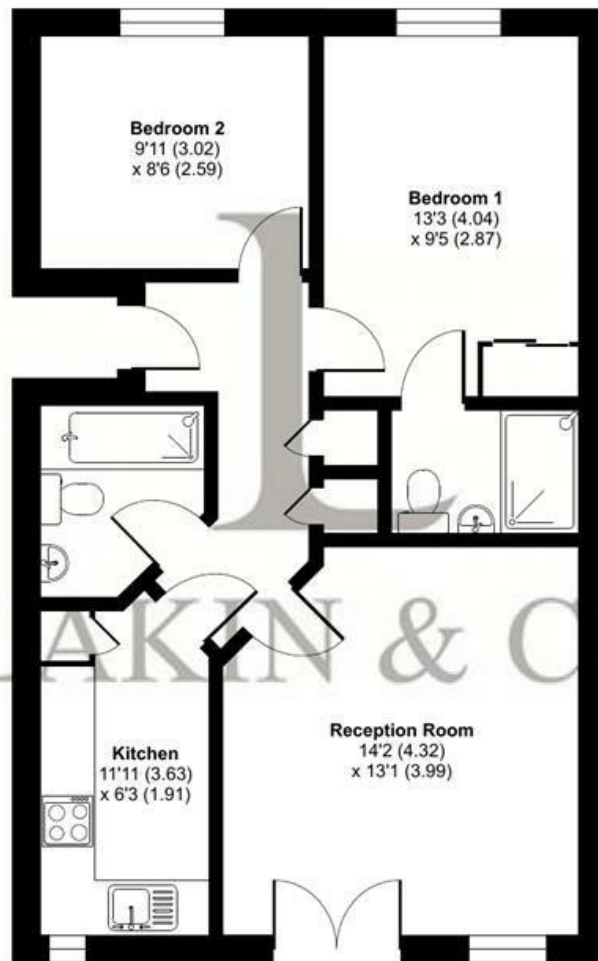 Bedroom 2
9'11 (3.02)
x 8'6 (2.59)
Bedroom 1
13'3 (4.04)
x 9'5 (2.87)
L
LAKIN & C
Reception Room
14'2 (4.32)
x 13'1 (3.99)
Kitchen
11'11 (3.63)
x 6'3 (1.91)